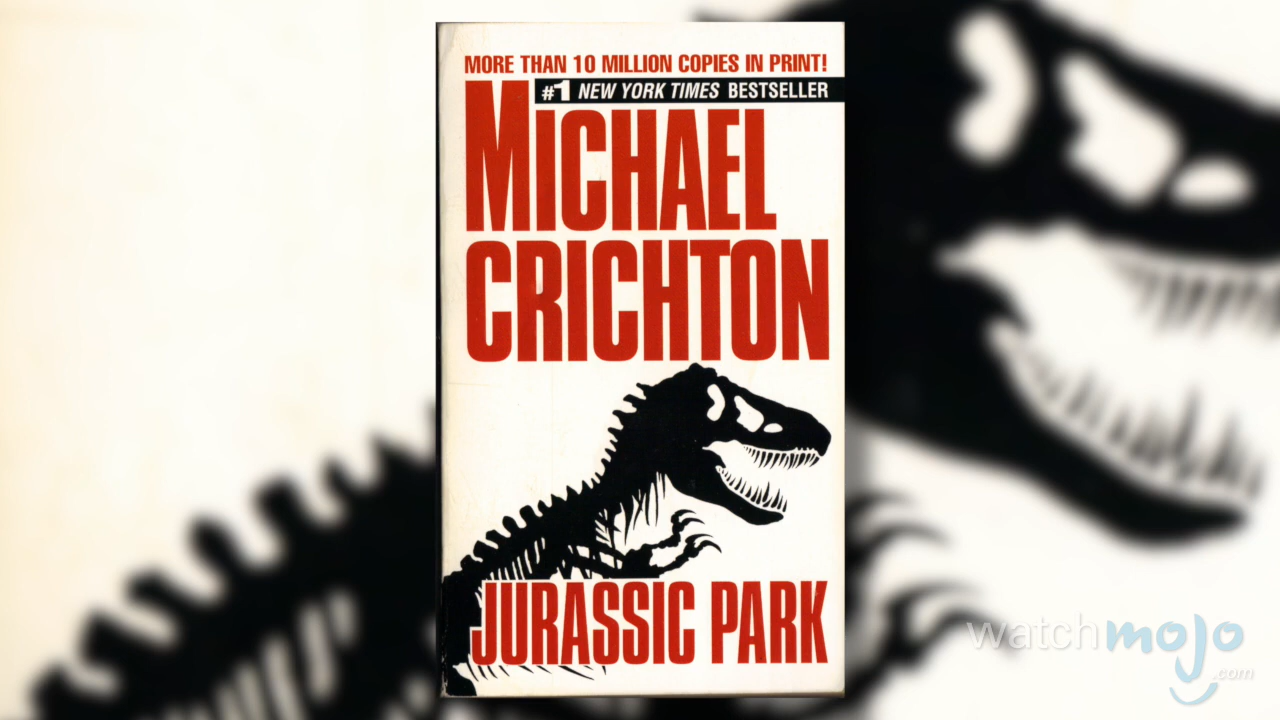 MORE THAN 10 MILLION COPIES IN PRINT!
#1 NEW YORK TIMES BESTSELLER
MICHAEL
CRICHTON
JURASSIC PARK
watchmojo
.com